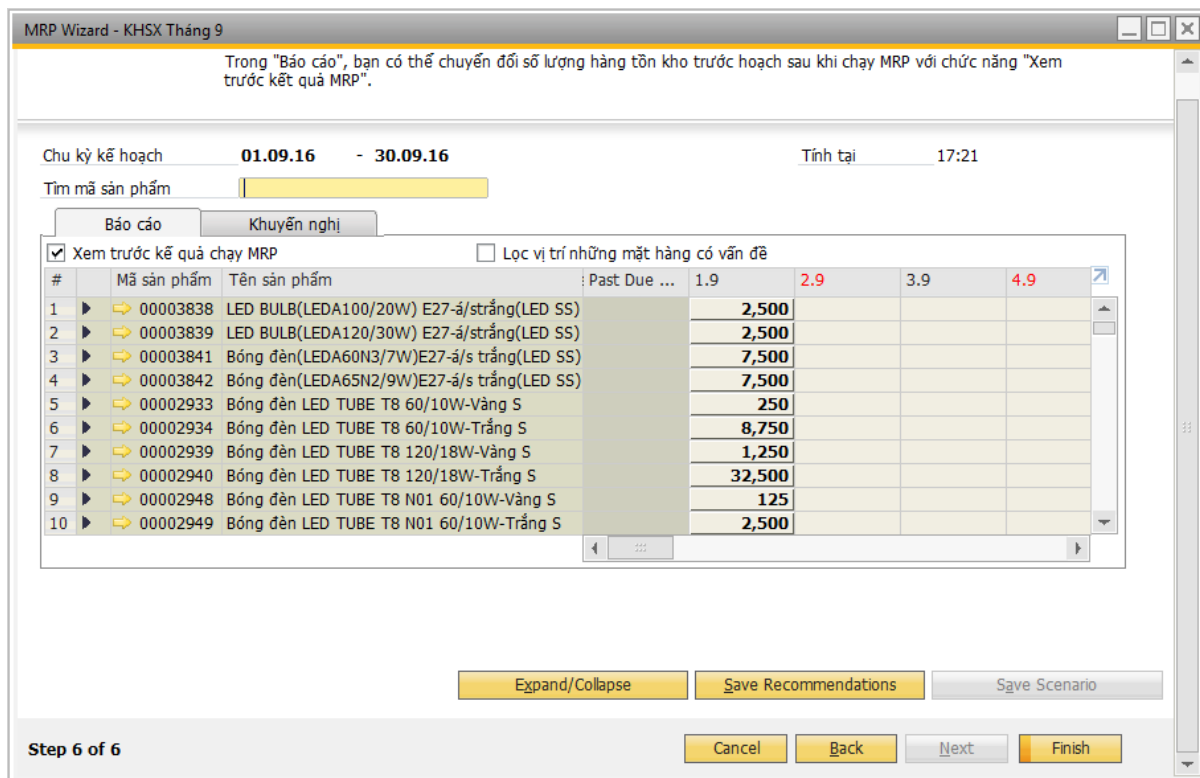 MRP Wizard - KHSX Tháng 9
Trong "Báo cáo", bạn có thể chuyển đổi số lượng hàng tồn kho trước hoạch sau khi chạy MRP với chức năng "Xem
trước kết quả MRP".
Chu kỳ kế hoạch 01.09.16 - 30.09.16 Tính tại 17:21
Tìm mã sản phẩm
Báo cáo Khuyến nghị
Xem trước kế quả chạy MRP Lọc vị trí những mặt hàng có vấn đề
# Mã sản phẩm Tên sản phẩm Past Due ... 1.9 2.9 3.9 4.9
1 00003838 LED BULB(LEDA100/20W) E27-á/strắng(LED SS) 2,500
2 00003839 LED BULB(LEDA120/30W) E27-á/strắng(LED SS) 2,500
3 00003841 Bóng đèn(LEDA60N3/7W)E27-á/s trắng(LED SS) 7,500
4 00003842 Bóng đèn(LEDA65N2/9W)E27-á/s trắng(LED SS) 7,500
5 00002933 Bóng đèn LED TUBE T8 60/10W-Vàng S 250
6 00002934 Bóng đèn LED TUBE T8 60/10W-Trắng S 8,750
7 00002939 Bóng đèn LED TUBE T8 120/18W-Vàng S 1,250
8 00002940 Bóng đèn LED TUBE T8 120/18W-Trắng S 32,500
9 00002948 Bóng đèn LED TUBE T8 N01 60/10W-Vàng S 125
10 00002949 Bóng đèn LED TUBE T8 N01 60/10W-Trắng S 2,500
Expand/Collapse Save Recommendations Save Scenario
Step 6 of 6 Cancel Back Next Finish